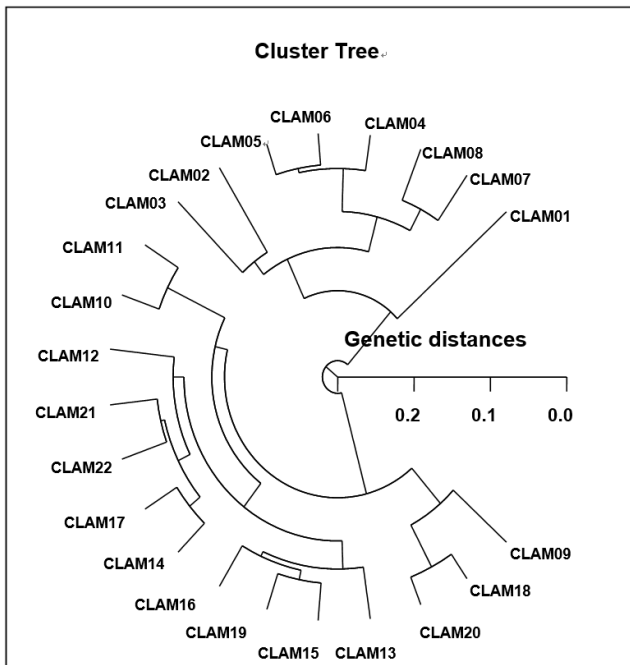 Cluster Tree
CLAM06
CLAM04
CLAM05
CLAM08
CLAM02
CLAM07
CLAM03
CLAM01
CLAM11
CLAM10
Genetic distances
CLAM12
0.2 0.1 0.0
CLAM21
CLAM22
CLAM17
CLAM09
CLAM14
CLAM18
CLAM16
CLAM19
CLAM20
CLAM15
CLAM13